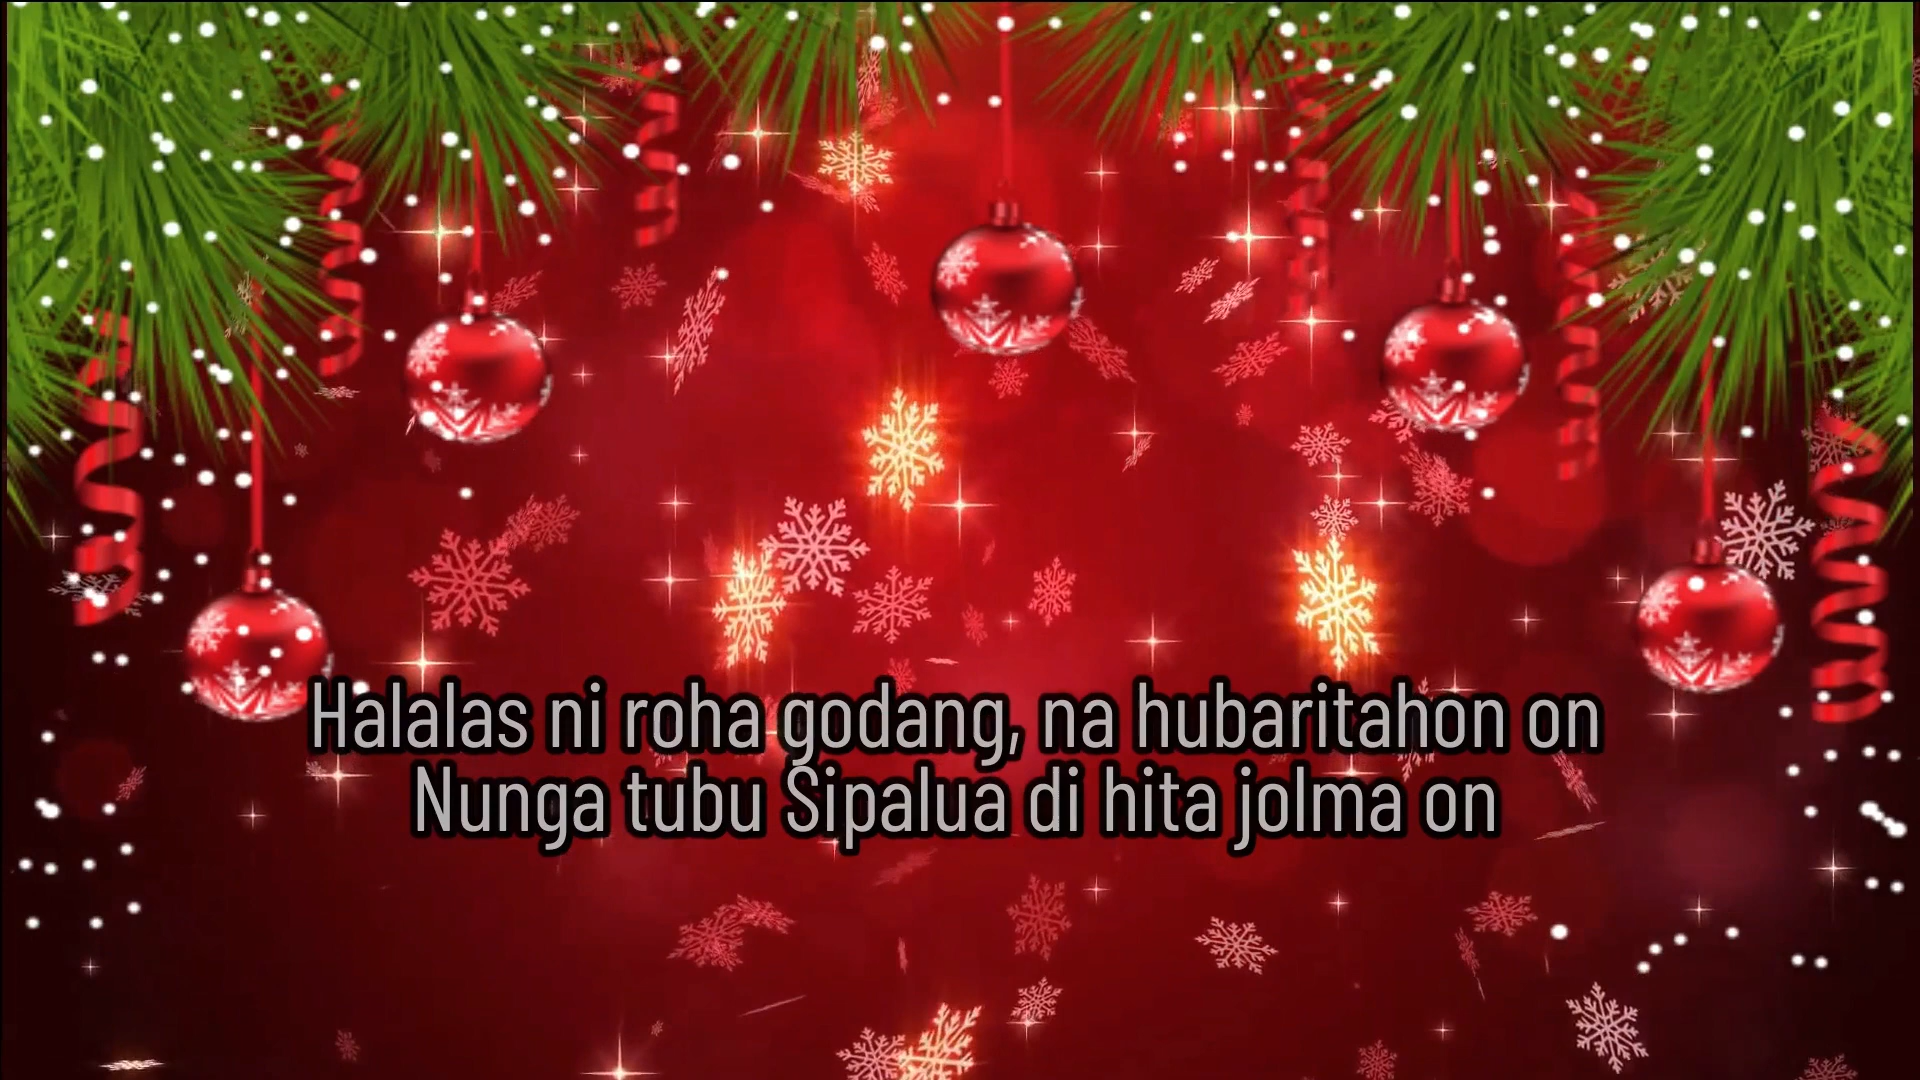 Halalas ni roha godang, na hubaritahon on
Nunga tubu Sipalua di hita jolma on